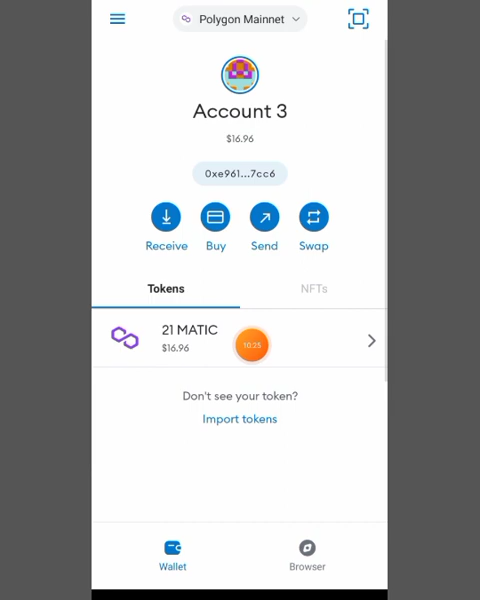 Polygon Mainnet
Account 3
$16.96
0xe961...7cc6
Receive
Buy
Send
Swap
Tokens
NFTs
21 MATIC
$16.96
10:25
Don't see your token?
Import tokens
Wallet
Browser